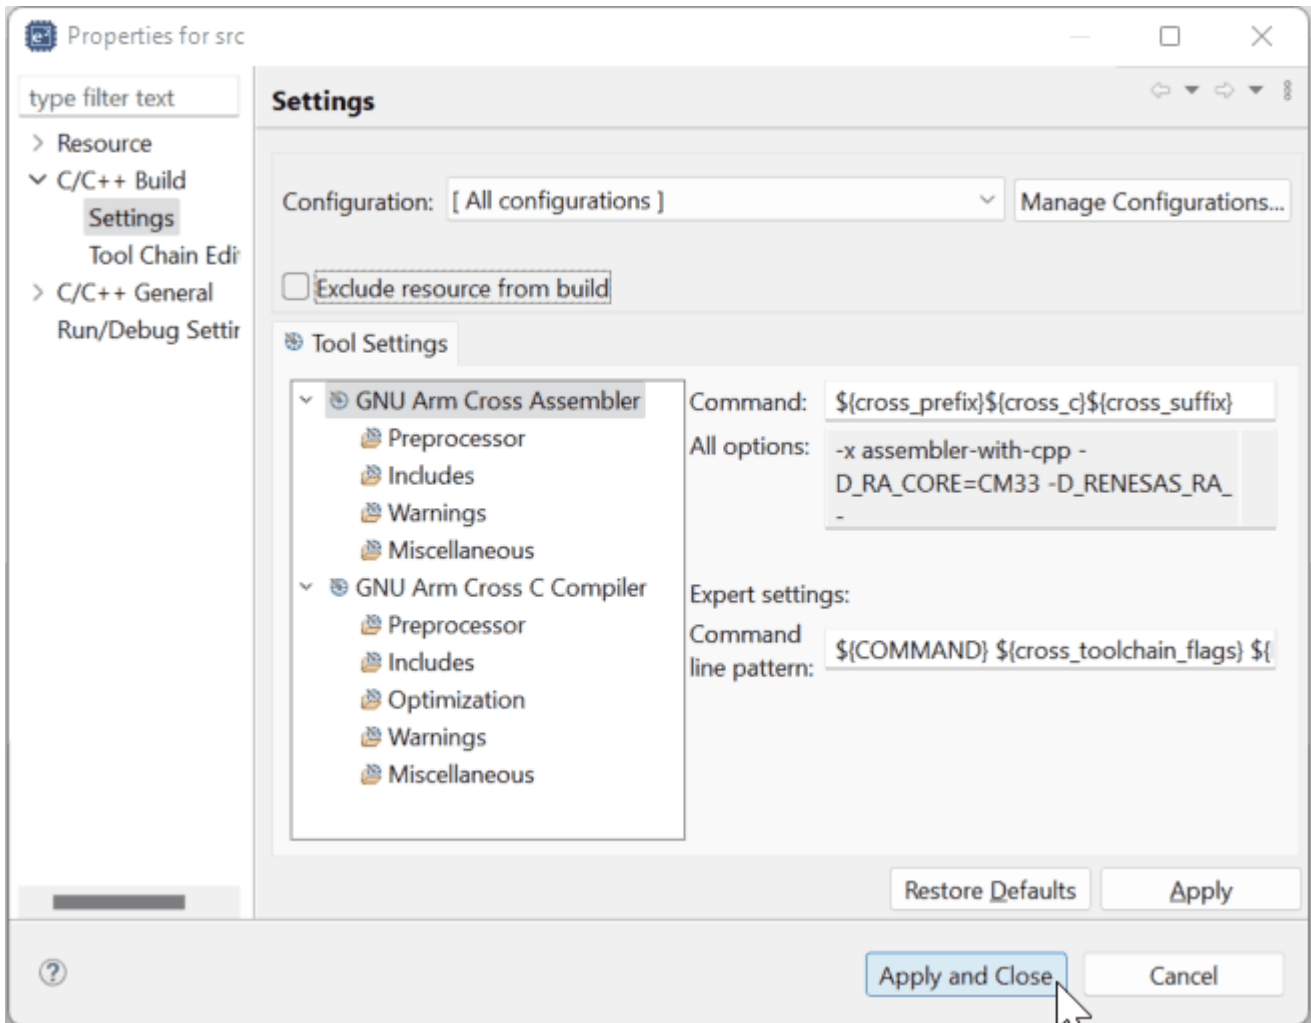 Properties for src
type filter text
Resource
C/C++ Build
Settings
Tool Chain Edi
C/C++ General
Run/Debug Settin
Settings
Configuration: [ All configurations ]
Manage Configurations...
Exclude resource from build
Tool Settings
GNU Arm Cross Assembler
Preprocessor
Includes
Warnings
Miscellaneous
GNU Arm Cross C Compiler
Preprocessor
Includes
Optimization
Warnings
Miscellaneous
Command: ${cross_prefix}${cross_c}${cross_suffix}
All options: -x assembler-with-cpp -
D_RA_CORE=CM33 -D_RENESAS_RA_
-
Expert settings:
Command
line pattern: ${COMMAND} ${cross_toolchain_flags} ${
Restore Defaults
Apply
Apply and Close
Cancel